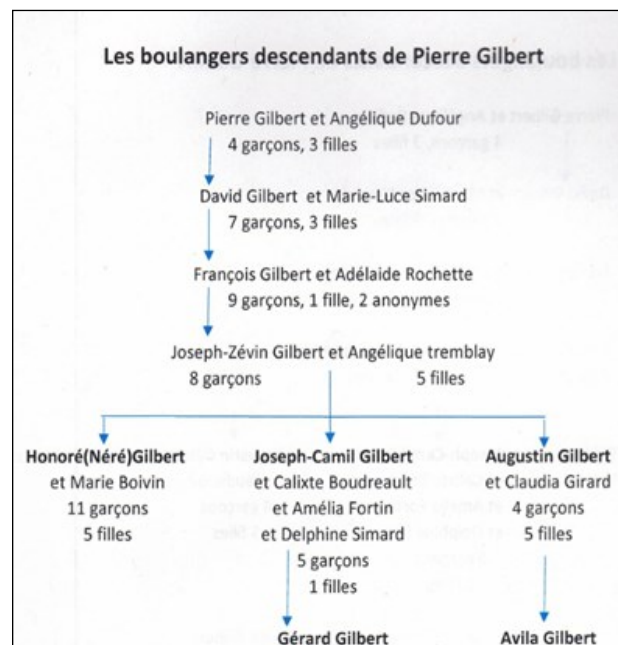 Les boulangers descendants de Pierre Gilbert
Pierre Gilbert et Angélique Dufour
4 garçons, 3 filles
David Gilbert et Marie-Luce Simard
7 garçons, 3 filles
François Gilbert et Adélaide Rochette
9 garçons, 1 fille, 2 anonymes
Joseph-Zévin Gilbert et Angélique tremblay
8 garçons 5 filles
Honoré(Néré)Gilbert
et Marie Boivin
11 garçons
5 filles
Joseph-Camil Gilbert
et Calixte Boudreault
et Amélia Fortin
et Delphine Simard
5 garçons
1 filles
Augustin Gilbert
et Claudia Girard
4 garçons
5 filles
Gérard Gilbert
Avila Gilbert